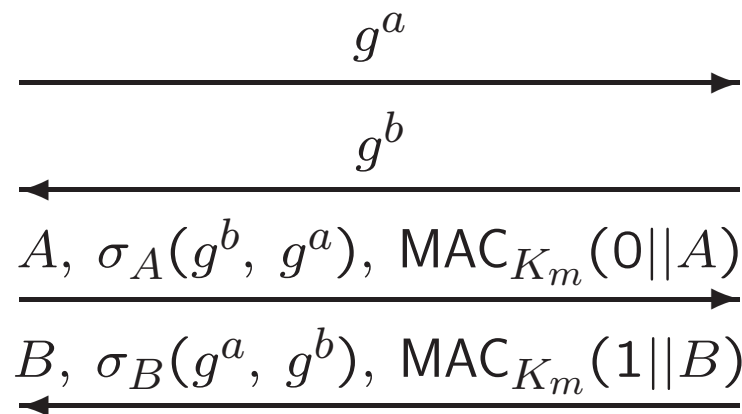 g^a
g^b
A, σ_A(g^b, g^a), MAC_{K_m}(0||A)
B, σ_B(g^a, g^b), MAC_{K_m}(1||B)